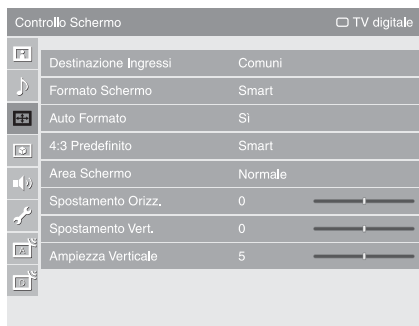 Controllo Schermo TV digitale
Destinazione Ingressi Comuni
Formato Schermo Smart
Auto Formato Sì
4:3 Predefinito Smart
Area Schermo Normale
Spostamento Orizz. 0
Spostamento Vert. 0
Ampiezza Verticale 5
A